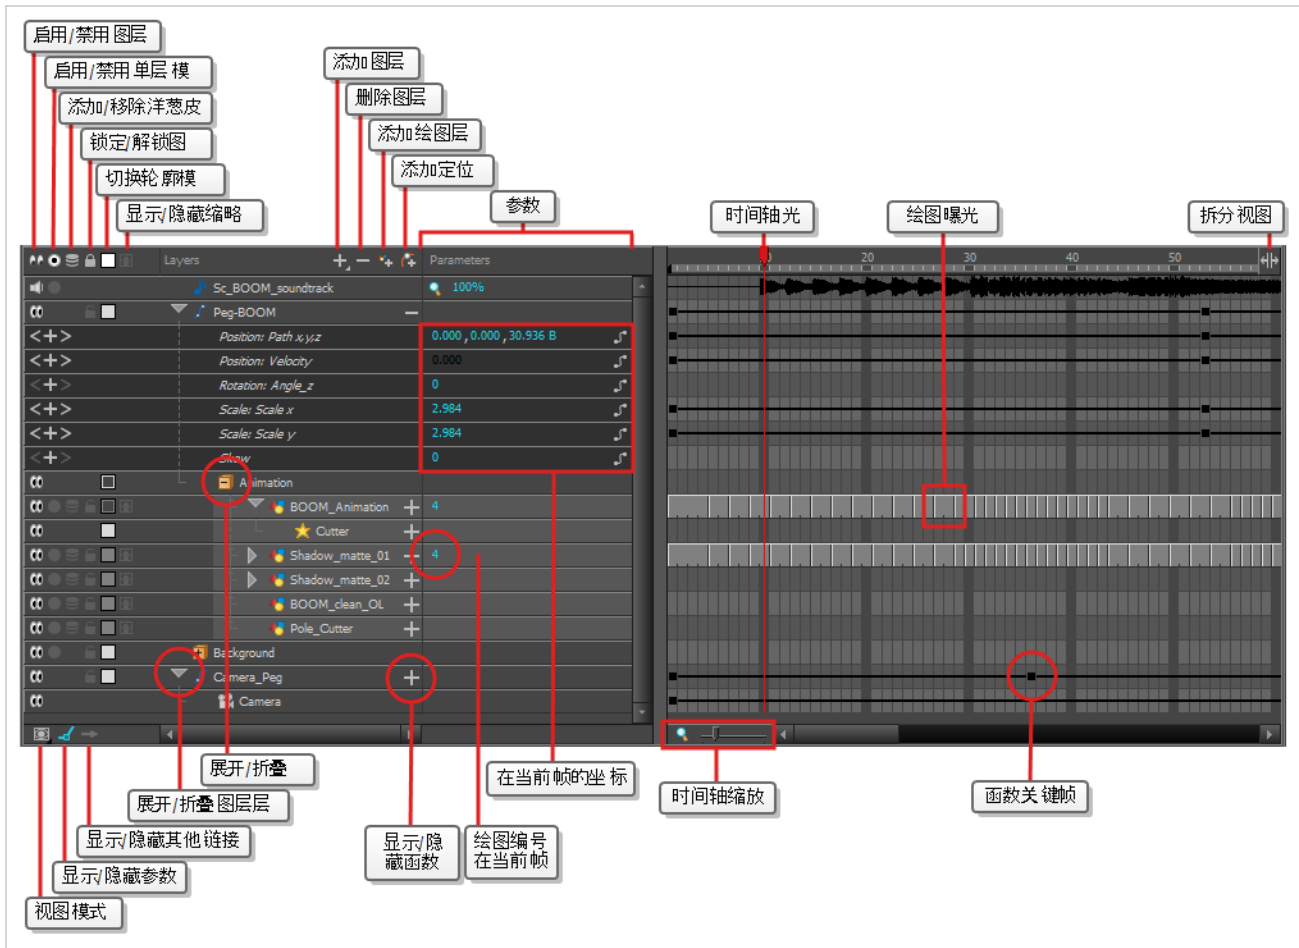 启用/禁用 图层
启用/禁用 单层 模
添加/移除洋葱皮
锁定/解锁图
切换轮 廓模
显示/隐藏缩略
添加 图层
删除图层
添加 绘图层
添加定位
参数
时间轴光
绘图曝光
拆分 视图
Layers
Parameters
10 20 30 40 50
Sc_BOOM_soundtrack 100%
Peg-BOOM
Position: Path x,y,z 0.000 , 0.000 , 30.936 B
Position: Velocity 0.000
Rotation: Angle_z 0
Scale: Scale x 2.984
Scale: Scale y 2.984
Skew 0
Animation
BOOM_Animation 4
Cutter
Shadow_matte_01 4
Shadow_matte_02
BOOM_clean_OL
Pole_Cutter
Background
Camera_Peg
Camera
展开/折叠
展开/折叠 图层层
显示/隐藏其他 链接
显示/隐藏参数
视图 模式
显示/隐
藏函数
绘图编号
在当前 帧
在当前 帧的坐 标
时间轴缩放
函数关 键帧